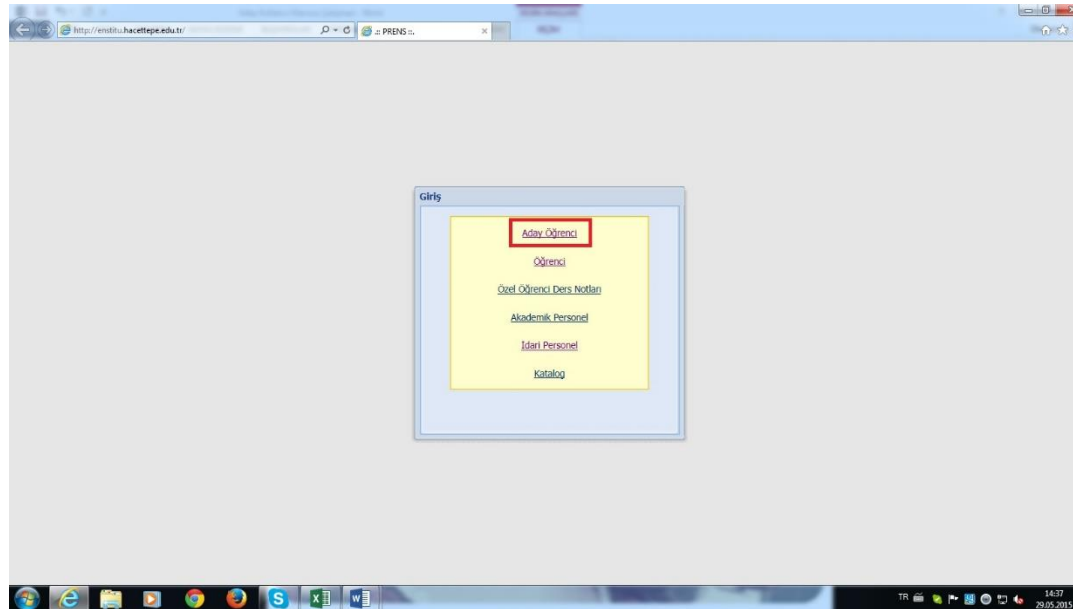 http://enstitu.hacettepe.edu.tr/
.:: PRENS ::.
Giriş
Aday Öğrenci
Öğrenci
Özel Öğrenci Ders Notları
Akademik Personel
İdari Personel
Katalog
TR
14:37
29.05.2015